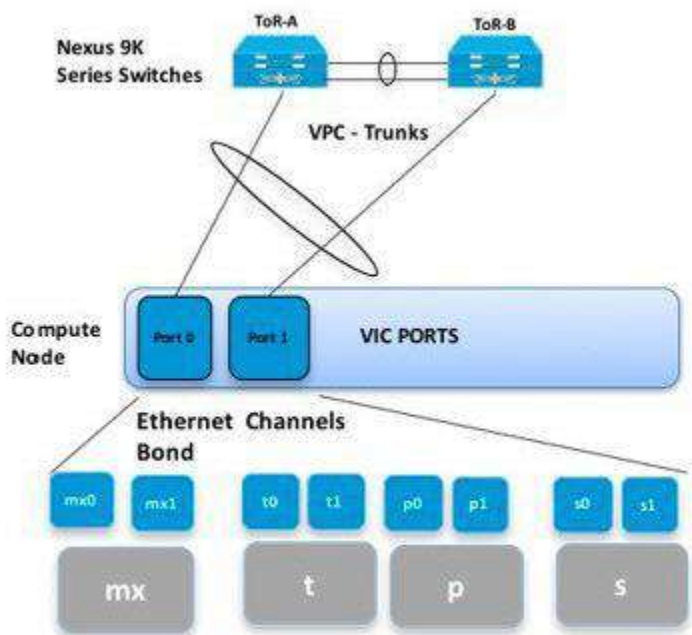 ToR-A
ToR-B
Nexus 9K
Series Switches
VPC - Trunks
Compute
Node
Port 0
Port 1
VIC PORTS
Ethernet Channels
Bond
mx0
mx1
t0
t1
p0
p1
s0
s1
mx
t
p
s